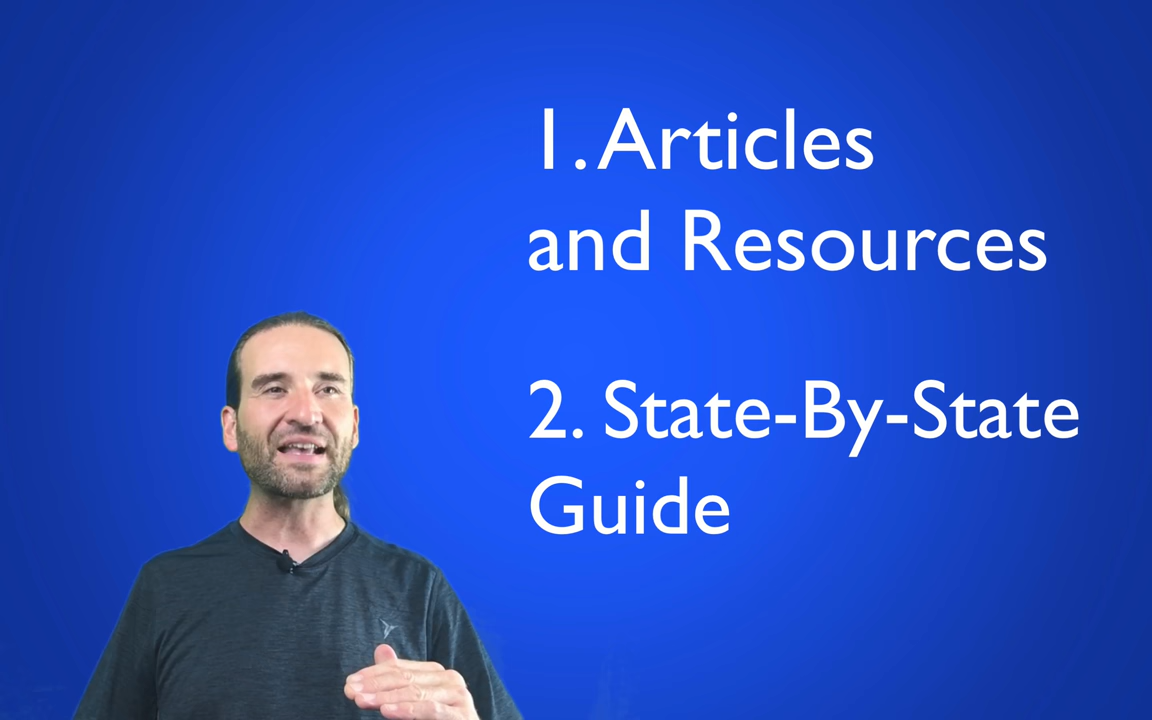 1. Articles
and Resources
2. State-By-State
Guide